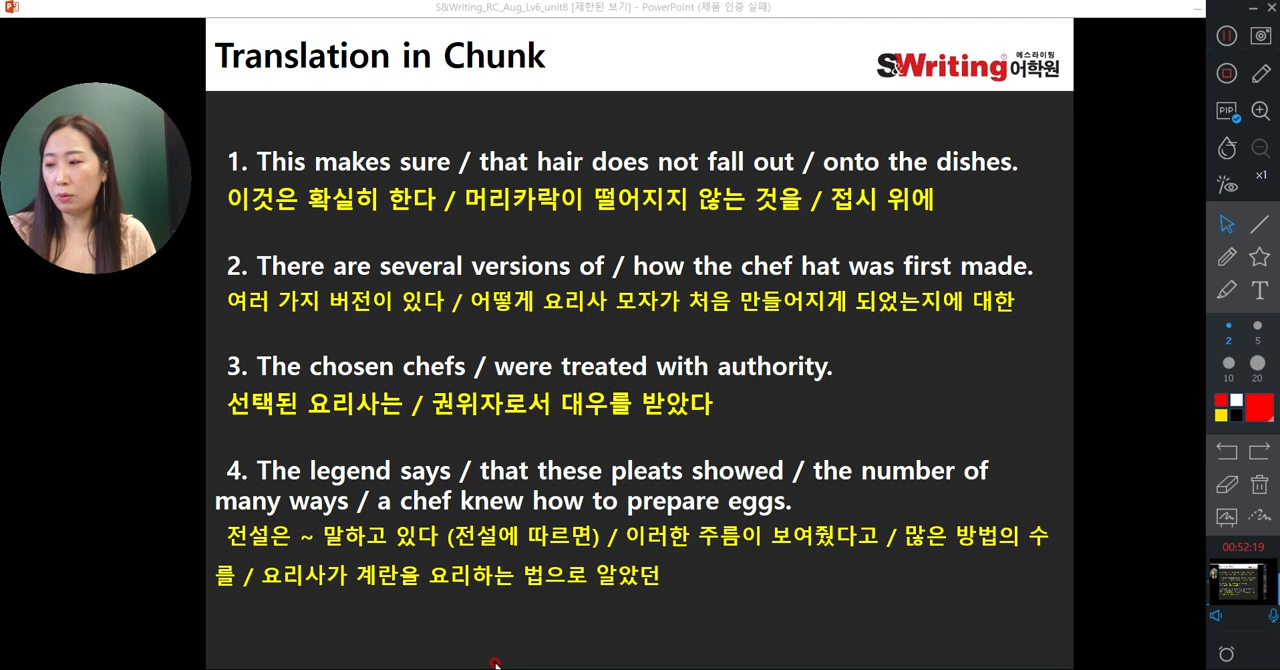 S&Writing_RC_Aug_Lv6_unit8 [제한된 보기] - PowerPoint (제품 인증 실패)
Translation in Chunk
S&Writing
에스라이팅
어학원
1. This makes sure / that hair does not fall out / onto the dishes.
이것은 확실히 한다 / 머리카락이 떨어지지 않는 것을 / 접시 위에
2. There are several versions of / how the chef hat was first made.
여러 가지 버전이 있다 / 어떻게 요리사 모자가 처음 만들어지게 되었는지에 대한
3. The chosen chefs / were treated with authority.
선택된 요리사는 / 권위자로서 대우를 받았다
4. The legend says / that these pleats showed / the number of
many ways / a chef knew how to prepare eggs.
전설은 ~ 말하고 있다 (전설에 따르면) / 이러한 주름이 보여줬다고 / 많은 방법의 수
를 / 요리사가 계란을 요리하는 법으로 알았던
PIP
x1
T
2 5
10 20
00:52:19